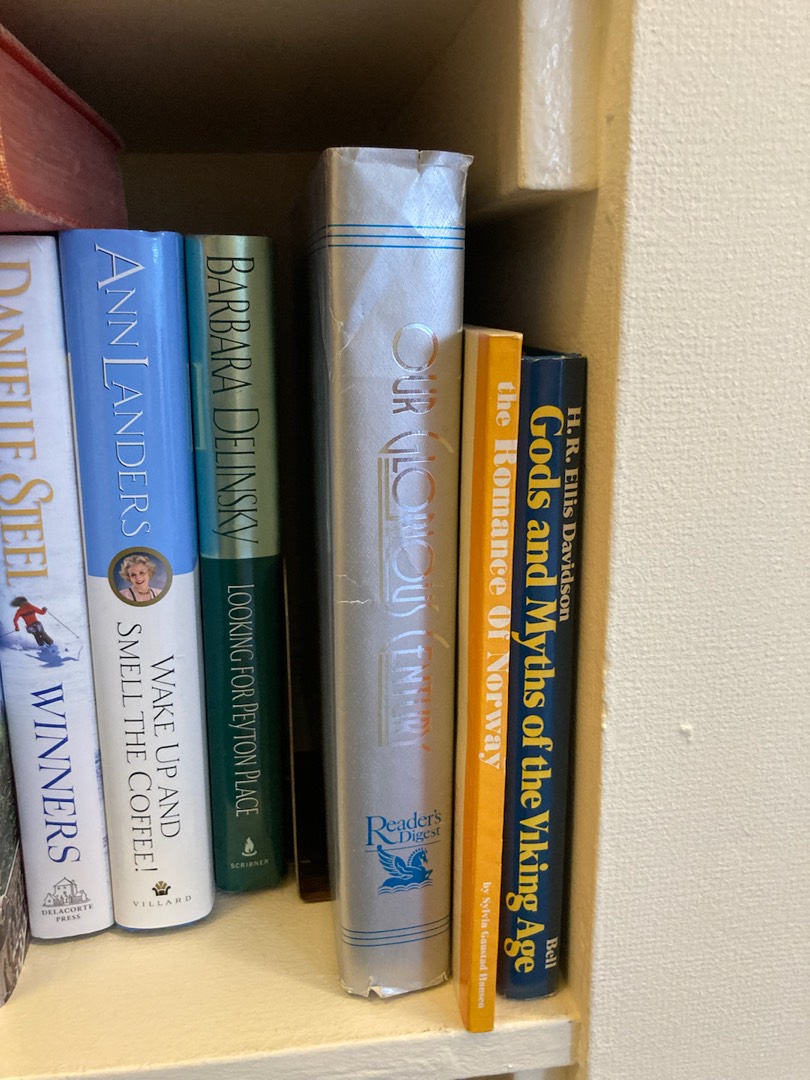 DANIELLE STEEL
WINNERS
DELACORTE
PRESS
ANN LANDERS
WAKE UP AND
SMELL THE COFFEE!
VILLARD
BARBARA DELINSKY
LOOKING FOR PEYTON PLACE
SCRIBNER
OUR GLORIOUS CENTURY
Reader's
Digest
the Romance Of Norway
by Sylvia Gaustad Hansen
H.R. Ellis Davidson
Gods and Myths of the Viking Age
Bell